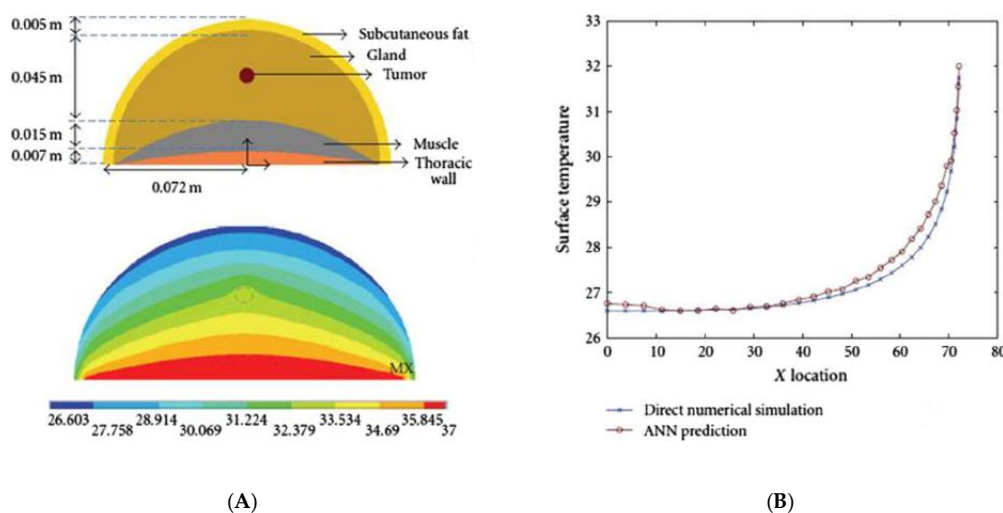 0.005 m
0.045 m
0.015 m
0.007 m
0.072 m
Subcutaneous fat
Gland
Tumor
Muscle
Thoracic
wall
MX
26.603 28.914 31.224 33.534 35.845
27.758 30.069 32.379 34.69 37
(A)
33
32
31
30
29
28
27
26
Surface temperature
0 10 20 30 40 50 60 70 80
X location
Direct numerical simulation
ANN prediction
(B)